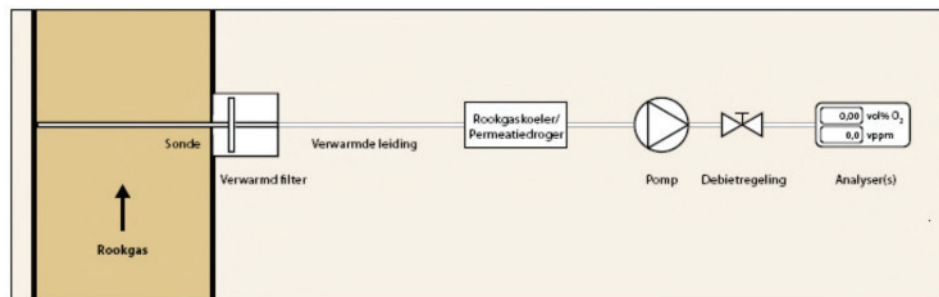 Rookgaskoeler/
Permeatiedroger
0,00 vol% O₂
0,0 vppm
Sonde
Verwarmde leiding
Verwarmd filter
Pomp
Debietregeling
Analyser(s)
Rookgas